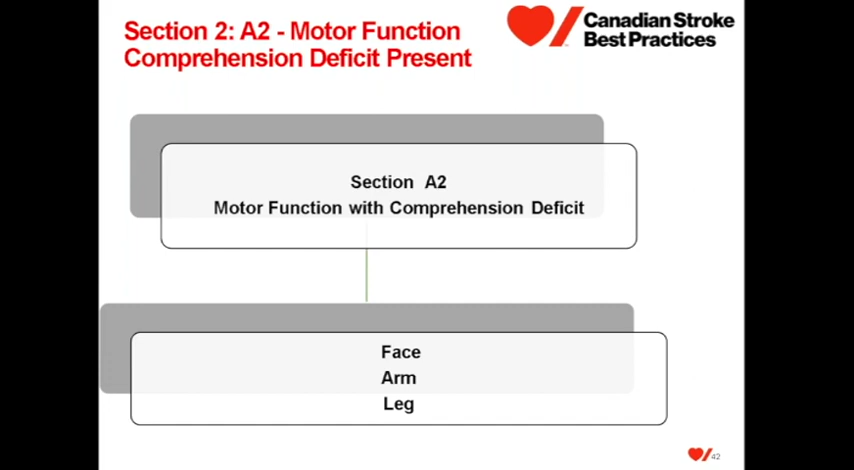 Section 2: A2 - Motor Function
Comprehension Deficit Present
Canadian Stroke
Best Practices
Section A2
Motor Function with Comprehension Deficit
Face
Arm
Leg
42